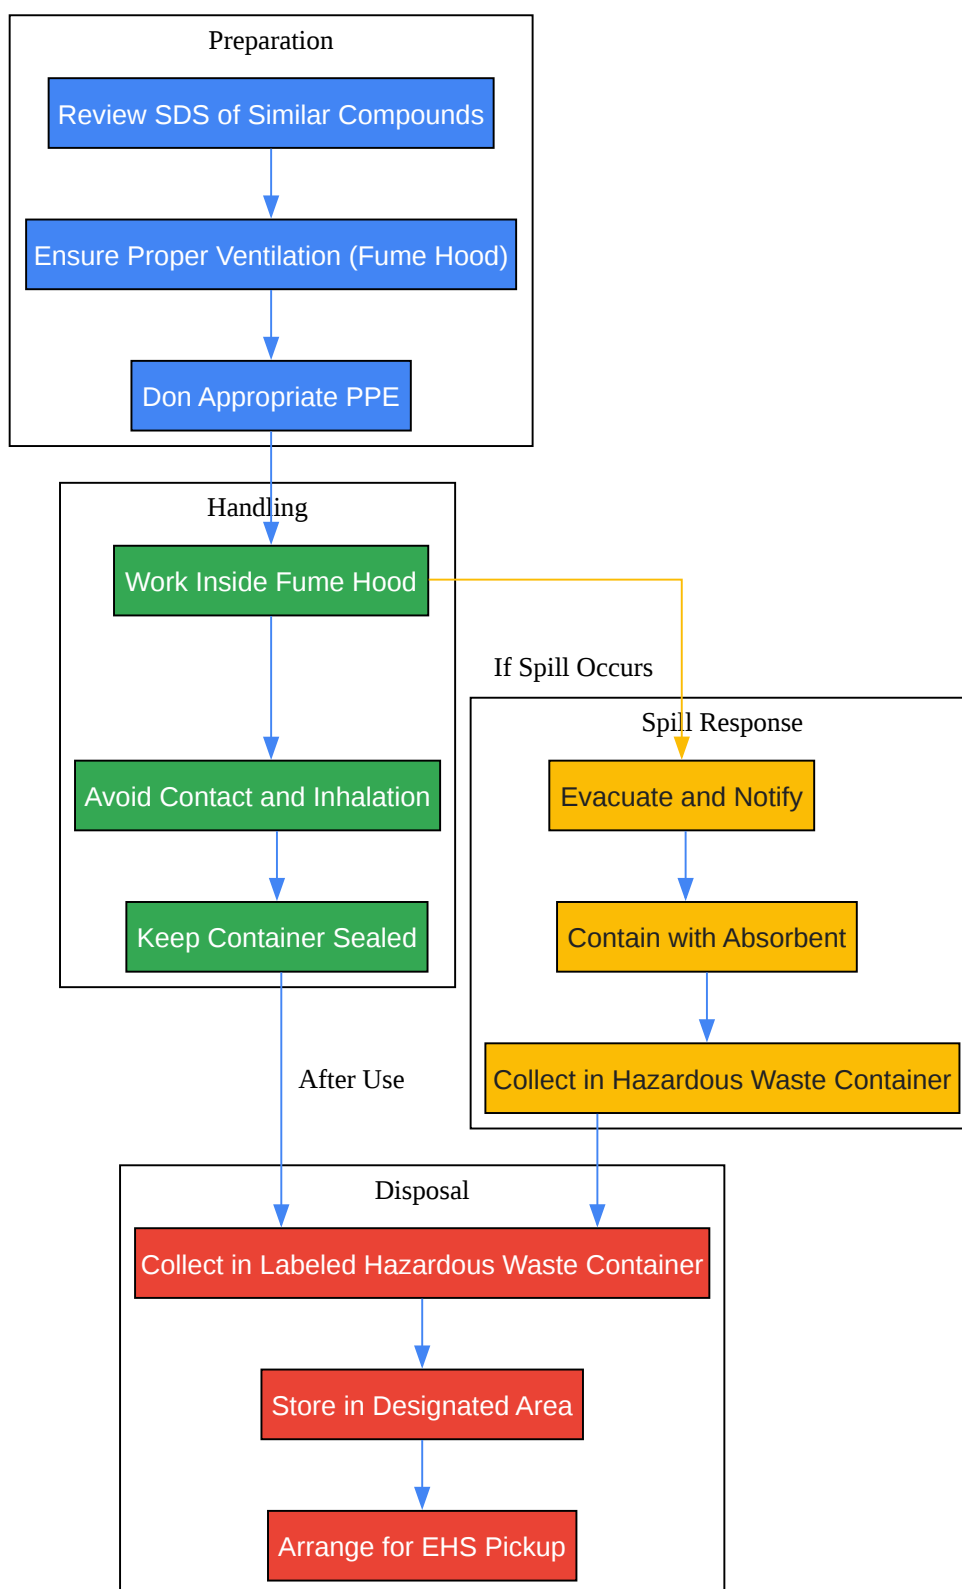 Preparation
Review SDS of Similar Compounds
Ensure Proper Ventilation (Fume Hood)
Don Appropriate PPE
Handling
Work Inside Fume Hood
If Spill Occurs
Spill Response
Avoid Contact and Inhalation
Evacuate and Notify
Keep Container Sealed
Contain with Absorbent
After Use
Collect in Hazardous Waste Container
Disposal
Collect in Labeled Hazardous Waste Container
Store in Designated Area
Arrange for EHS Pickup